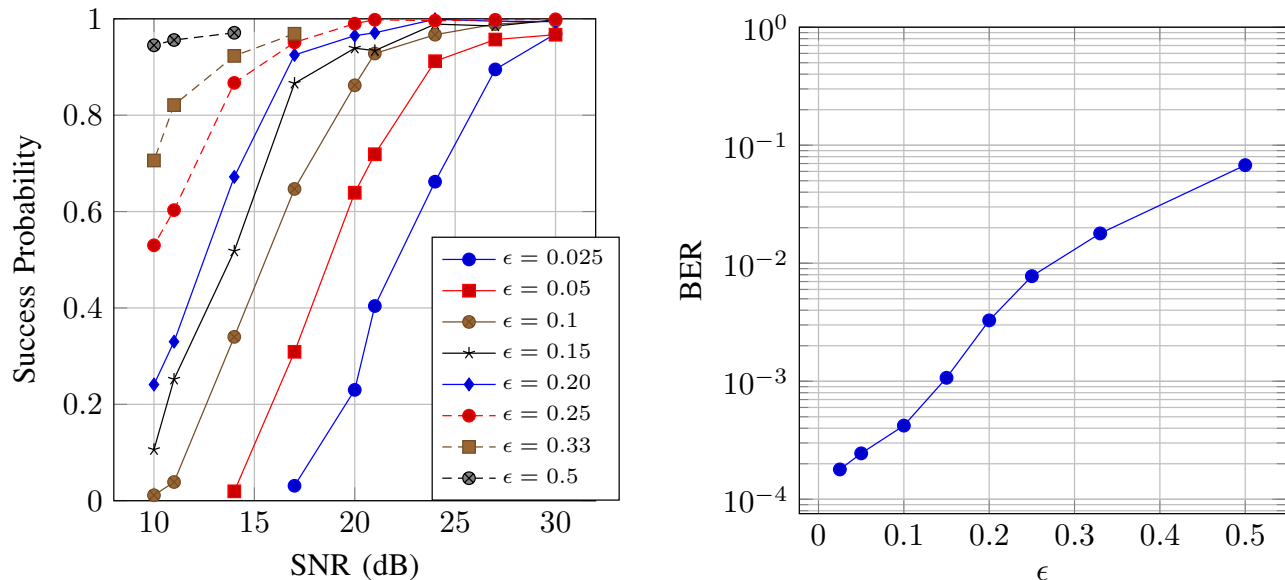 1
0.8
0.6
0.4
0.2
0
Success Probability
10 15 20 25 30
SNR (dB)
ϵ = 0.025
ϵ = 0.05
ϵ = 0.1
ϵ = 0.15
ϵ = 0.20
ϵ = 0.25
ϵ = 0.33
ϵ = 0.5
10⁰
10⁻¹
10⁻²
10⁻³
10⁻⁴
BER
0 0.1 0.2 0.3 0.4 0.5
ϵ